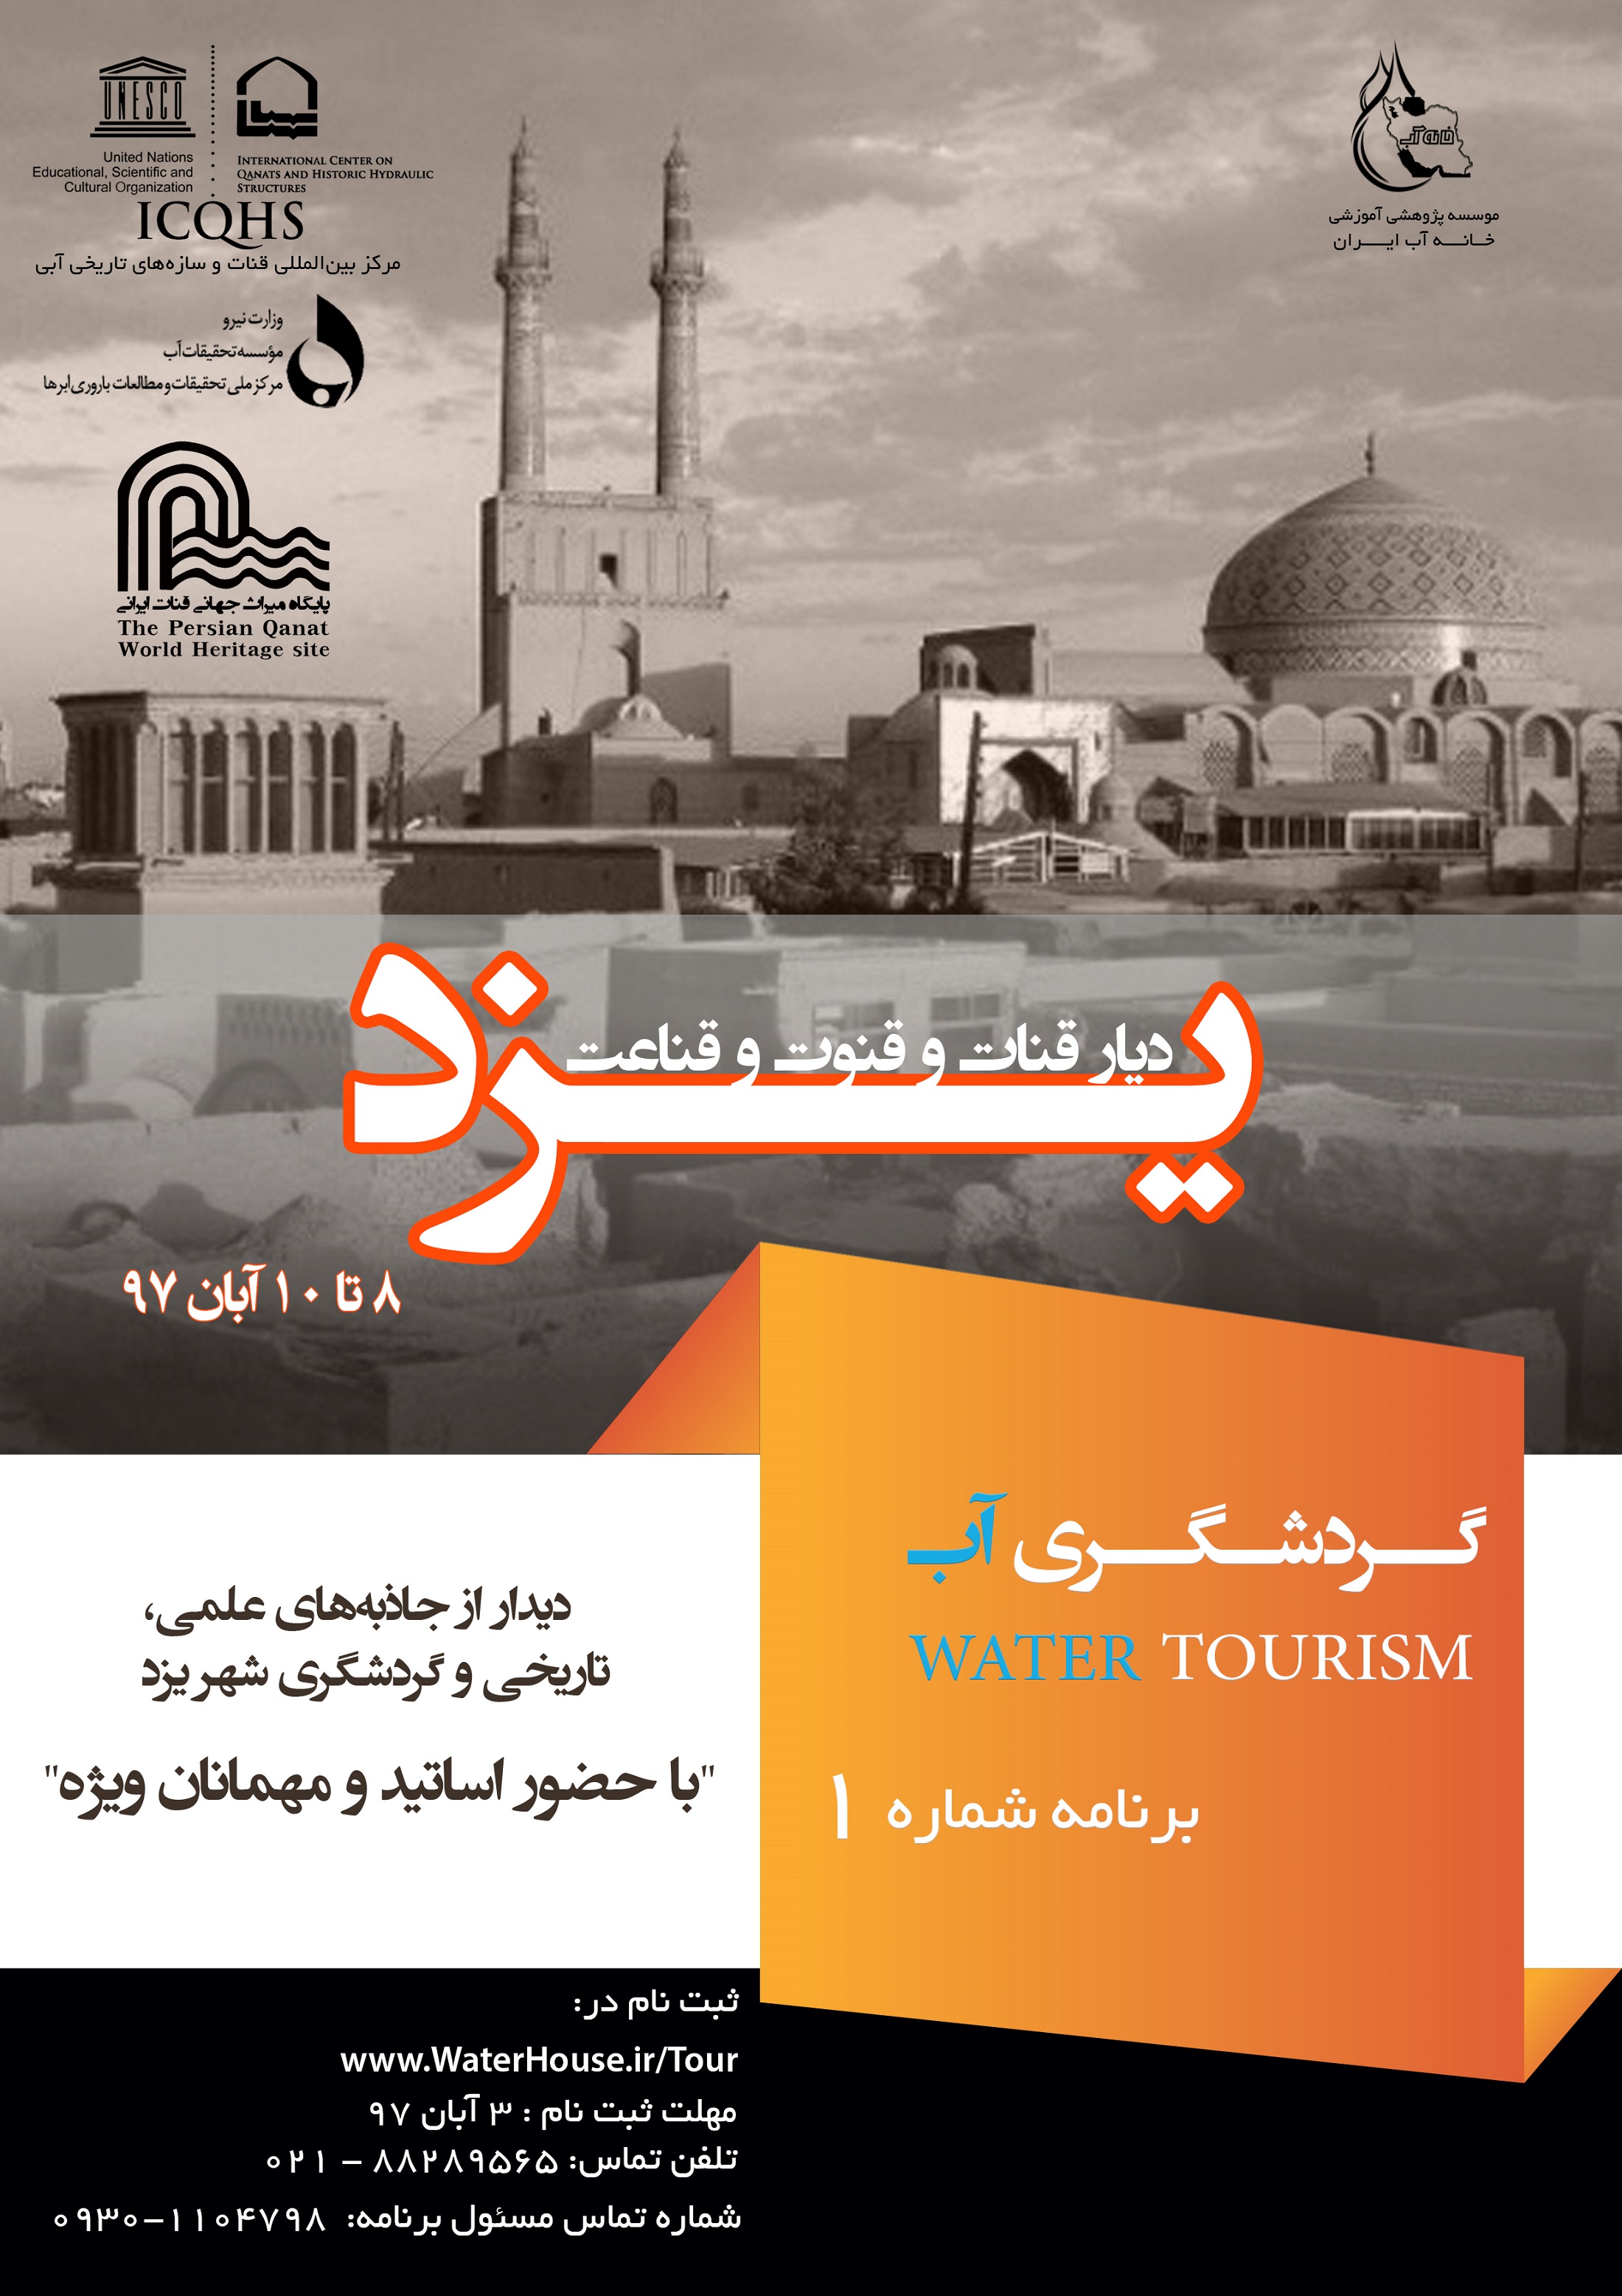 UNESCO
United Nations
Educational, Scientific and
Cultural Organization
INTERNATIONAL CENTER ON
QANATS AND HISTORIC HYDRAULIC
STRUCTURES
ICQHS
مرکز بین‌المللی قنات و سازه‌های تاریخی آبی
خانه آب
موسسه پژوهشی آموزشی
خانه آب ایران
وزارت نیرو
مؤسسه تحقیقات آب
مرکز ملی تحقیقات و مطالعات باروری ابرها
پایگاه میراث جهانی قنات ایرانی
The Persian Qanat
World Heritage site
دیار قنات و قنوت و قناعت
یزد
۸ تا ۱۰ آبان ۹۷
گردشگری آب
WATER TOURISM
برنامه شماره ۱
دیدار از جاذبه‌های علمی،
تاریخی و گردشگری شهر یزد
"با حضور اساتید و مهمانان ویژه"
ثبت نام در:
www.WaterHouse.ir/Tour
مهلت ثبت نام : ۳ آبان ۹۷
تلفن تماس: ۸۸۲۸۹۵۶۵ – ۰۲۱
شماره تماس مسئول برنامه: ۱۱۰۴۷۹۸-۰۹۳۰